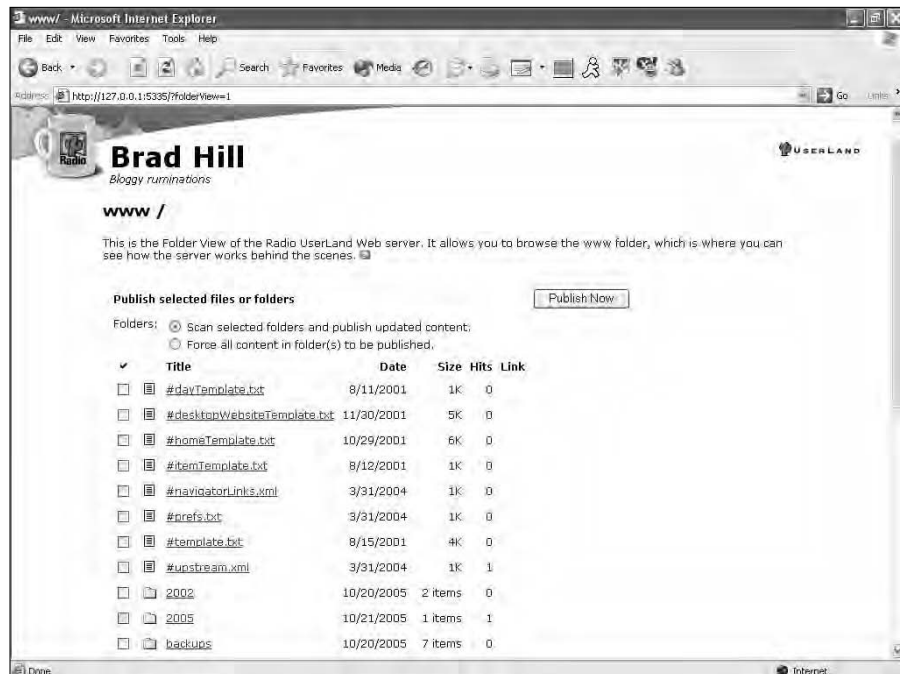 www/ - Microsoft Internet Explorer
File Edit View Favorites Tools Help
Back Search Favorites Media
Address http://127.0.0.1:5335/?folderView=1 Go Links
Radio
Brad Hill
USERLAND
Bloggy ruminations
www /
This is the Folder View of the Radio UserLand Web server. It allows you to browse the www folder, which is where you can
see how the server works behind the scenes.
Publish selected files or folders Publish Now
Folders: Scan selected folders and publish updated content.
Force all content in folder(s) to be published.
Title Date Size Hits Link
#dayTemplate.txt 8/11/2001 1K 0
#desktopWebsiteTemplate.txt 11/30/2001 5K 0
#homeTemplate.txt 10/29/2001 6K 0
#itemTemplate.txt 8/12/2001 1K 0
#navigatorLinks.xml 3/31/2004 1K 0
#prefs.txt 3/31/2004 1K 0
#template.txt 8/15/2001 4K 0
#upstream.xml 3/31/2004 1K 1
2002 10/20/2005 2 items 0
2005 10/21/2005 1 items 1
backups 10/20/2005 7 items 0
Done Internet